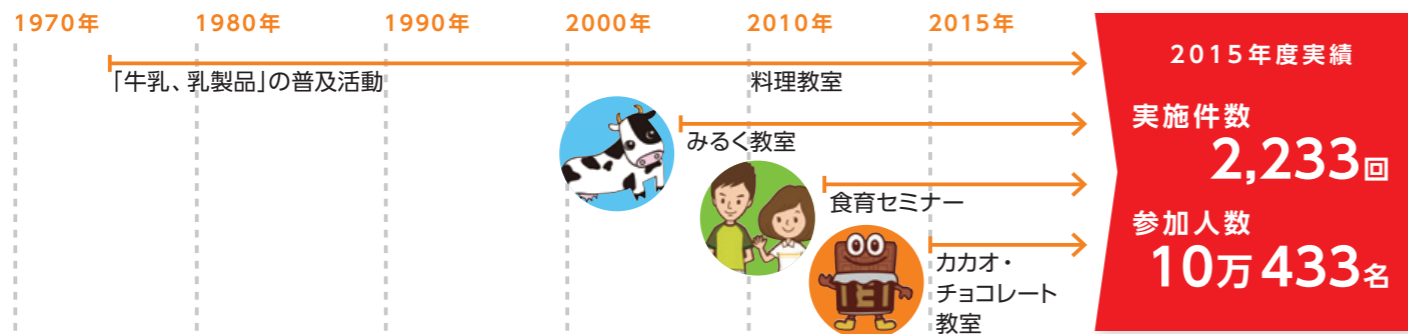 1970年 1980年 1990年 2000年 2010年 2015年
「牛乳、乳製品」の普及活動 料理教室
みるく教室
食育セミナー
カカオ・
チョコレート
教室
2015年度実績
実施件数
2,233回
参加人数
10万433名